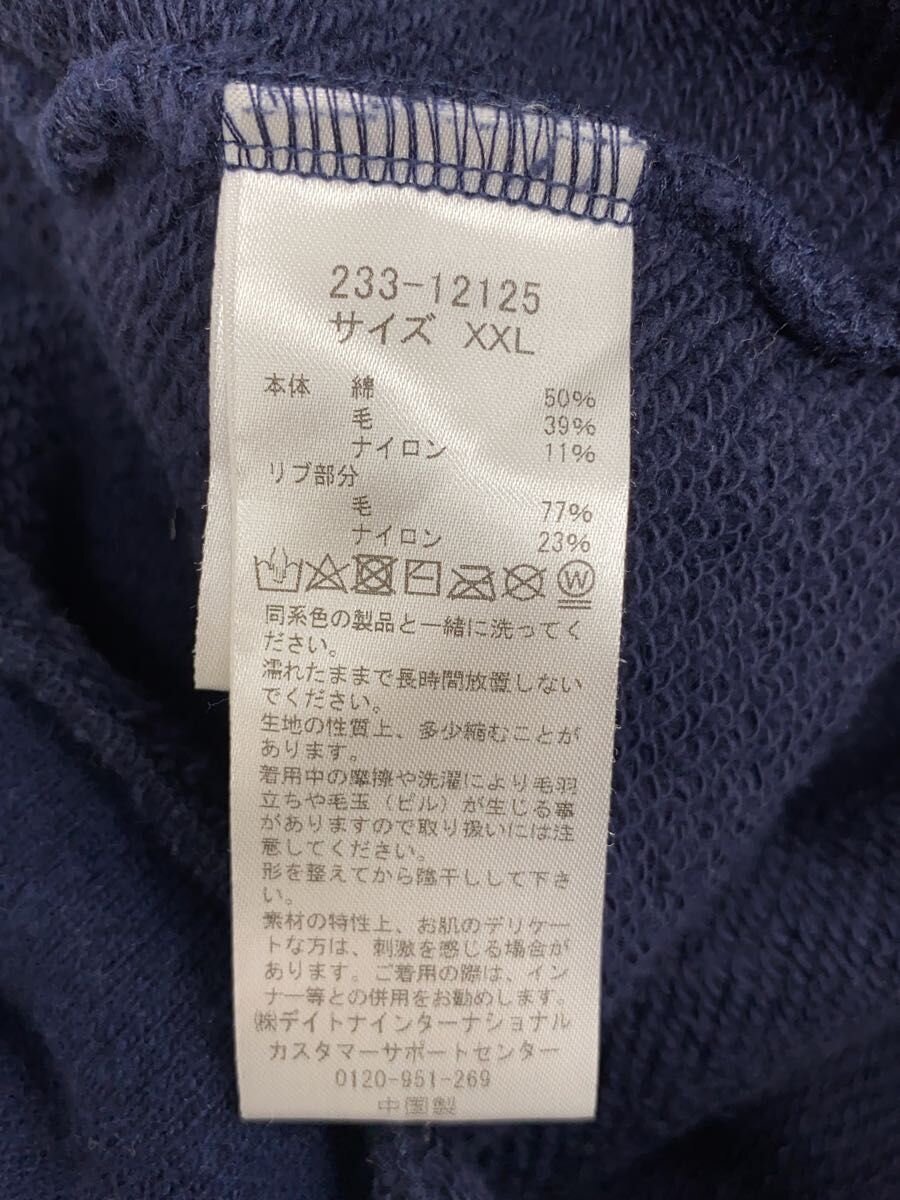 233-12125
サイズ XXL
本体 綿 50%
毛 39%
ナイロン 11%
リブ部分
毛 77%
ナイロン 23%
W
同系色の製品と一緒に洗ってく
ださい。
濡れたままで長時間放置しない
でください。
生地の性質上、多少縮むことが
あります。
着用中の摩擦や洗濯により毛羽
立ちや毛玉（ピル）が生じる事
がありますので取り扱いには注
意してください。
形を整えてから陰干しして下さ
い。
素材の特性上、お肌のデリケー
トな方は、刺激を感じる場合が
あります。ご着用の際は、イン
ナー等との併用をお勧めします。
㈱デイトナインターナショナル
カスタマーサポートセンター
0120-951-269
中国製